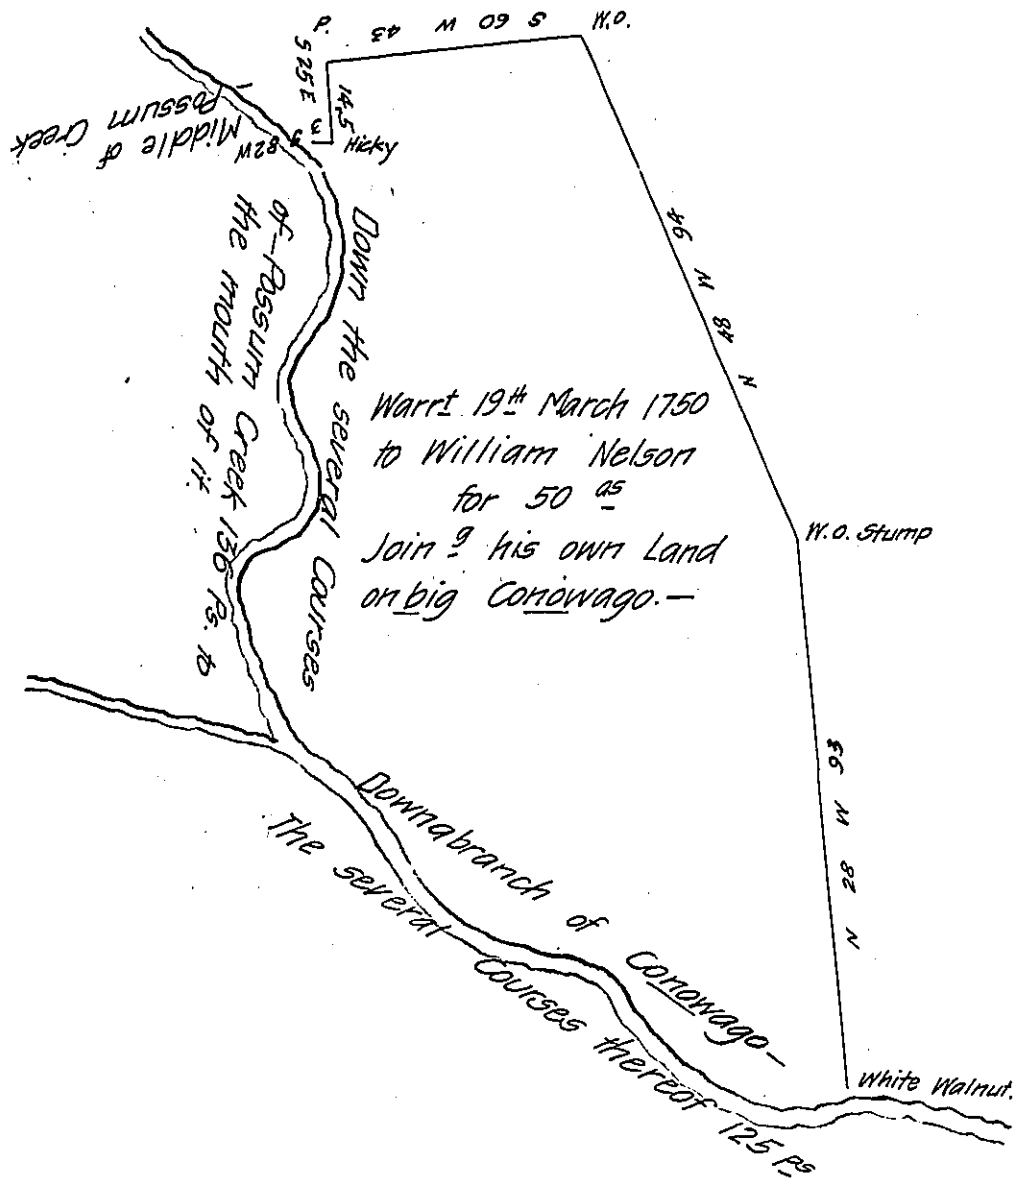 P.
S 60 W 43
W.O.
S 25 E 14,5
Hicky
S 82W 3
Middle of
Possum Creek
N 48 W 94
Down the several Courses
of Possum Creek 136 Ps. to
the mouth of it.
Warrt 19th March 1750
to William Nelson
for 50 as
Joing his own Land
on big Conowago.—
W.O. Stump
N 28 W
White Walnut.
Down a branch of Conowago—
The several Courses thereof 125 ps